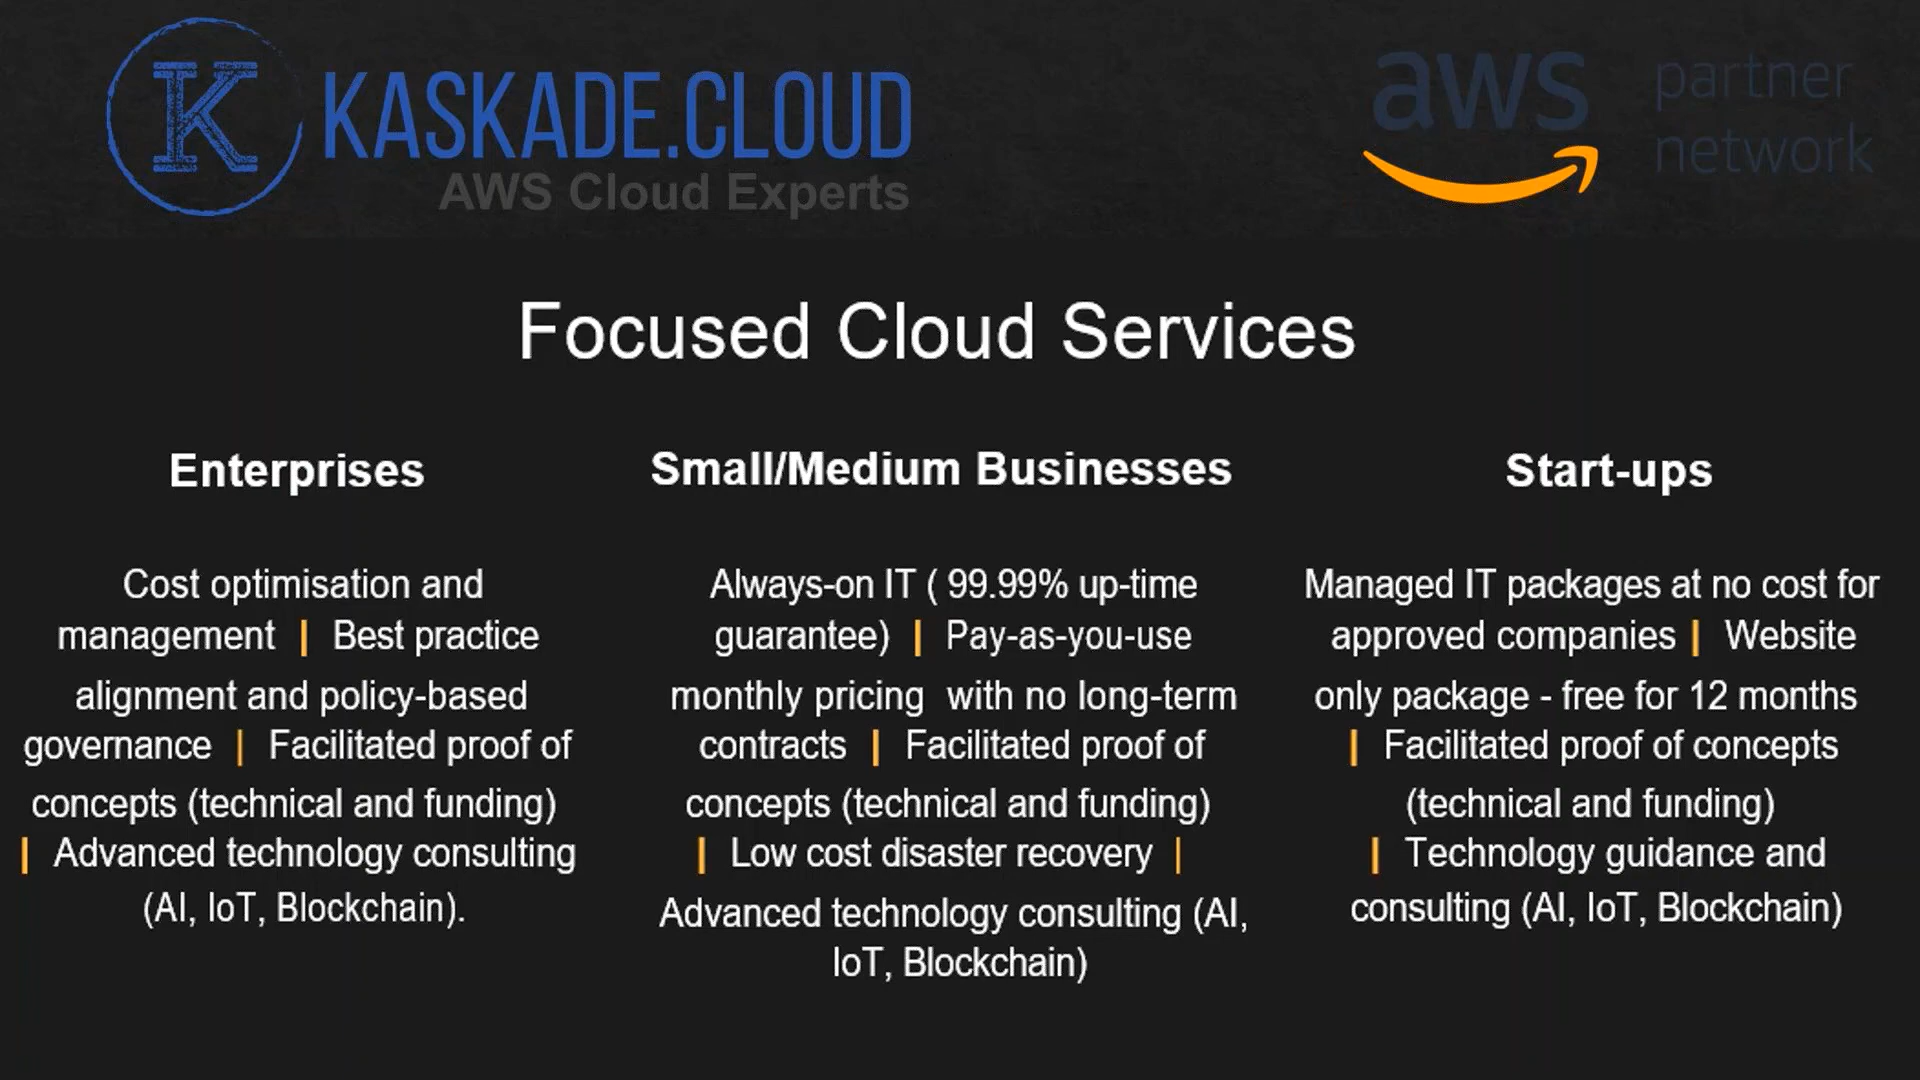 K KASKADE.CLOUD
AWS Cloud Experts
aws partner
network
Focused Cloud Services
Enterprises
Cost optimisation and
management | Best practice
alignment and policy-based
governance | Facilitated proof of
concepts (technical and funding)
| Advanced technology consulting
(AI, IoT, Blockchain).
Small/Medium Businesses
Always-on IT ( 99.99% up-time
guarantee) | Pay-as-you-use
monthly pricing with no long-term
contracts | Facilitated proof of
concepts (technical and funding)
| Low cost disaster recovery |
Advanced technology consulting (AI,
IoT, Blockchain)
Start-ups
Managed IT packages at no cost for
approved companies | Website
only package - free for 12 months
| Facilitated proof of concepts
(technical and funding)
| Technology guidance and
consulting (AI, IoT, Blockchain)